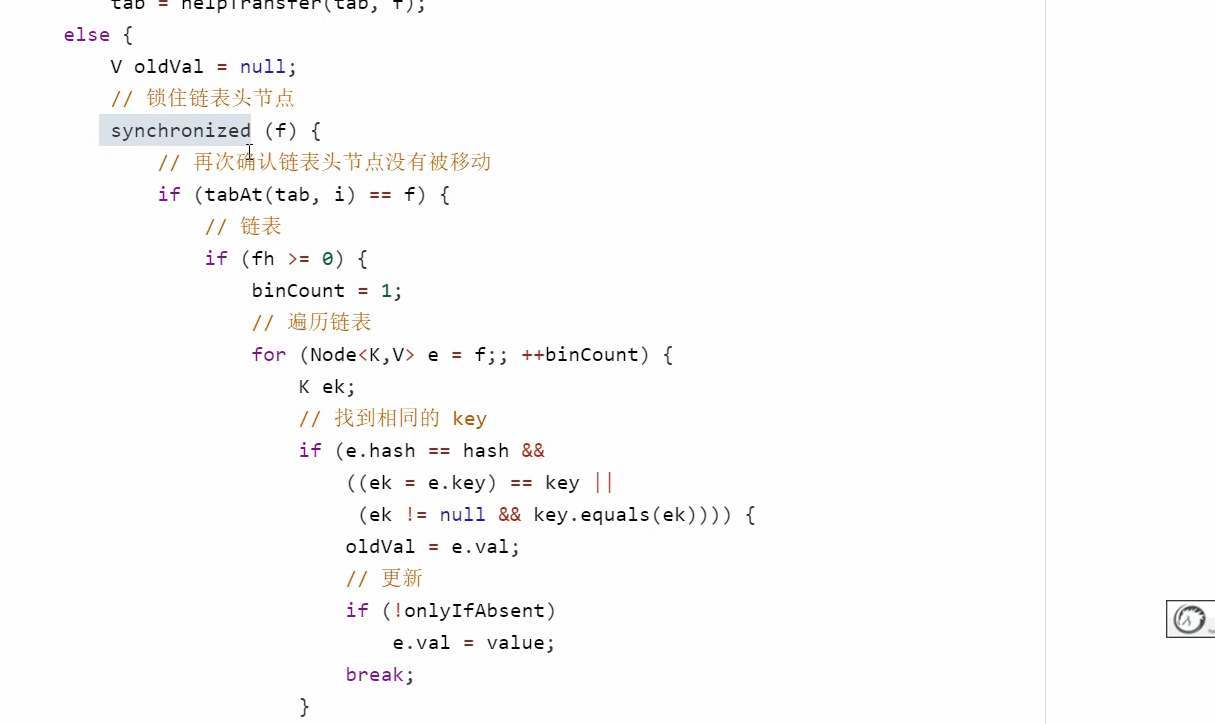 tab = helpTransfer(tab, f);
else {
V oldVal = null;
// 锁住链表头节点
synchronized (f) {
// 再次确认链表头节点没有被移动
if (tabAt(tab, i) == f) {
// 链表
if (fh >= 0) {
binCount = 1;
// 遍历链表
for (Node<K,V> e = f;; ++binCount) {
K ek;
// 找到相同的 key
if (e.hash == hash &&
((ek = e.key) == key ||
(ek != null && key.equals(ek)))) {
oldVal = e.val;
// 更新
if (!onlyIfAbsent)
e.val = value;
break;
}